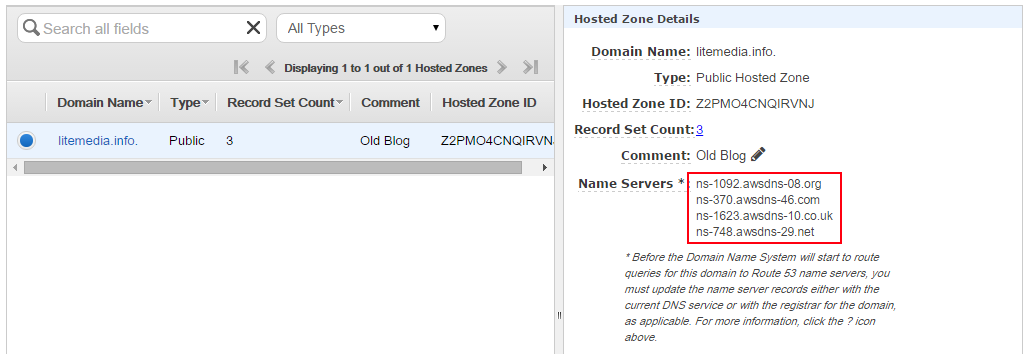 Search all fields
All Types
Displaying 1 to 1 out of 1 Hosted Zones
Domain Name Type Record Set Count Comment Hosted Zone ID
litemedia.info. Public 3 Old Blog Z2PMO4CNQIRVNJ
Hosted Zone Details
Domain Name: litemedia.info.
Type: Public Hosted Zone
Hosted Zone ID: Z2PMO4CNQIRVNJ
Record Set Count: 3
Comment: Old Blog
Name Servers *: ns-1092.awsdns-08.org
ns-370.awsdns-46.com
ns-1623.awsdns-10.co.uk
ns-748.awsdns-29.net
* Before the Domain Name System will start to route
queries for this domain to Route 53 name servers, you
must update the name server records either with the
current DNS service or with the registrar for the domain,
as applicable. For more information, click the ? icon
above.